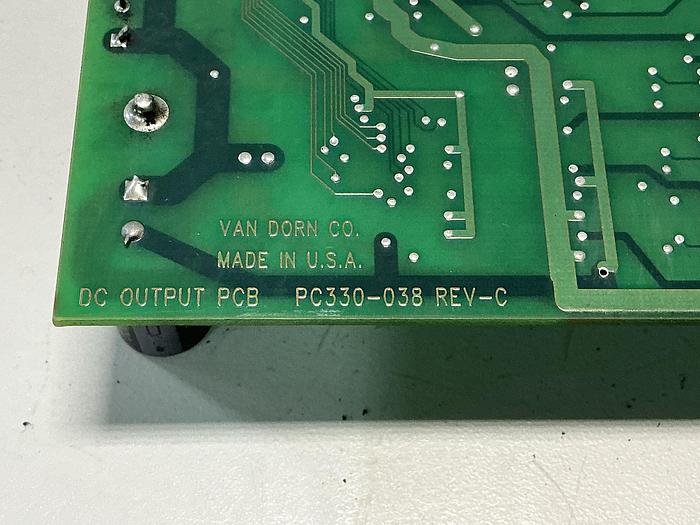 VAN DORN CO.
MADE IN U.S.A.
DC OUTPUT PCB PC330-038 REV-C